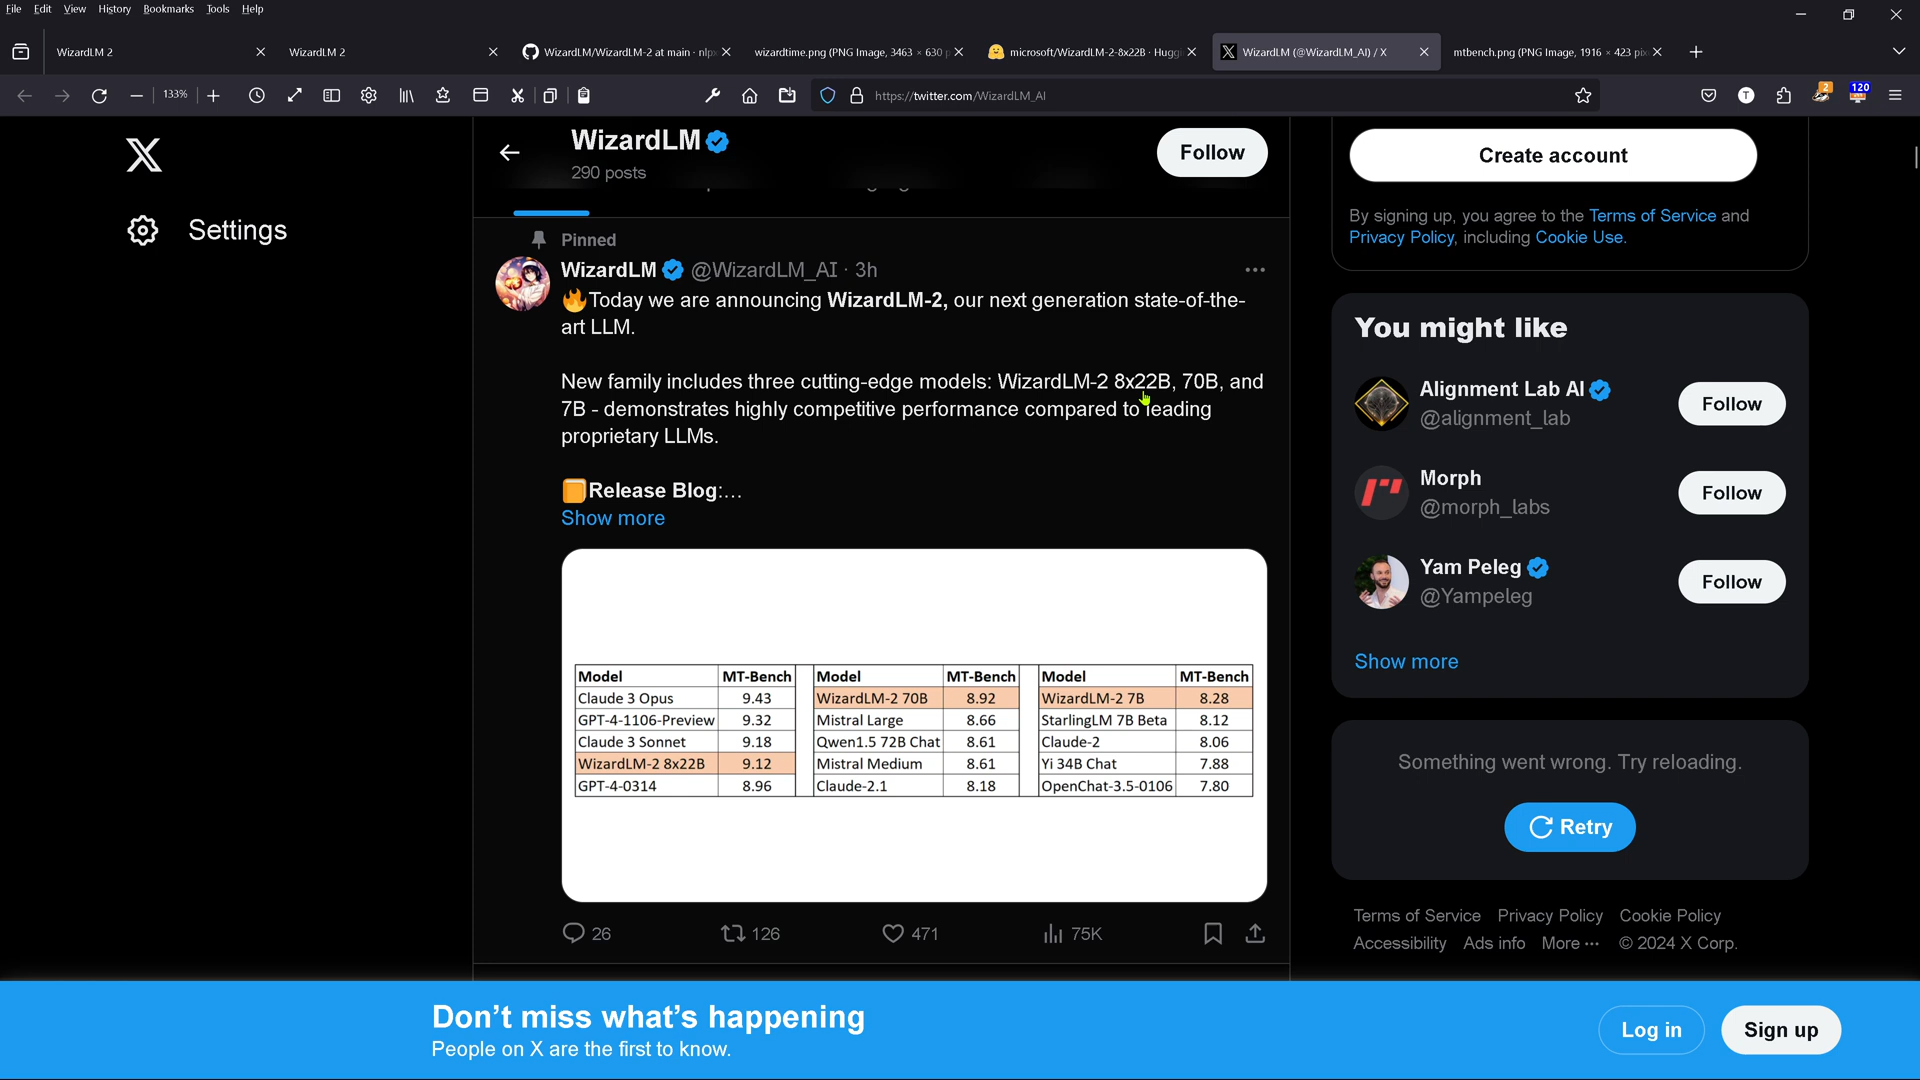 File Edit View History Bookmarks Tools Help
WizardLM 2
WizardLM 2
WizardLM/WizardLM-2 at main · nlpx
wizardtime.png (PNG Image, 3463 × 630 p
microsoft/WizardLM-2-8x22B · Huggi
WizardLM (@WizardLM_AI) / X
mtbench.png (PNG Image, 1916 × 423 pix
133%
https://twitter.com/WizardLM_AI
T
2
120
WizardLM
290 posts
Follow
Settings
Pinned
WizardLM @WizardLM_AI · 3h
🔥Today we are announcing WizardLM-2, our next generation state-of-the-
art LLM.
New family includes three cutting-edge models: WizardLM-2 8x22B, 70B, and
7B - demonstrates highly competitive performance compared to leading
proprietary LLMs.
📙Release Blog:...
Show more
Model MT-Bench Model MT-Bench Model MT-Bench
Claude 3 Opus 9.43 WizardLM-2 70B 8.92 WizardLM-2 7B 8.28
GPT-4-1106-Preview 9.32 Mistral Large 8.66 StarlingLM 7B Beta 8.12
Claude 3 Sonnet 9.18 Qwen1.5 72B Chat 8.61 Claude-2 8.06
WizardLM-2 8x22B 9.12 Mistral Medium 8.61 Yi 34B Chat 7.88
GPT-4-0314 8.96 Claude-2.1 8.18 OpenChat-3.5-0106 7.80
26 126 471 75K
Create account
By signing up, you agree to the Terms of Service and
Privacy Policy, including Cookie Use.
You might like
Alignment Lab AI
@alignment_lab
Follow
Morph
@morph_labs
Follow
Yam Peleg
@Yampeleg
Follow
Show more
Something went wrong. Try reloading.
Retry
Terms of Service Privacy Policy Cookie Policy
Accessibility Ads info More ··· © 2024 X Corp.
Don’t miss what’s happening
People on X are the first to know.
Log in
Sign up